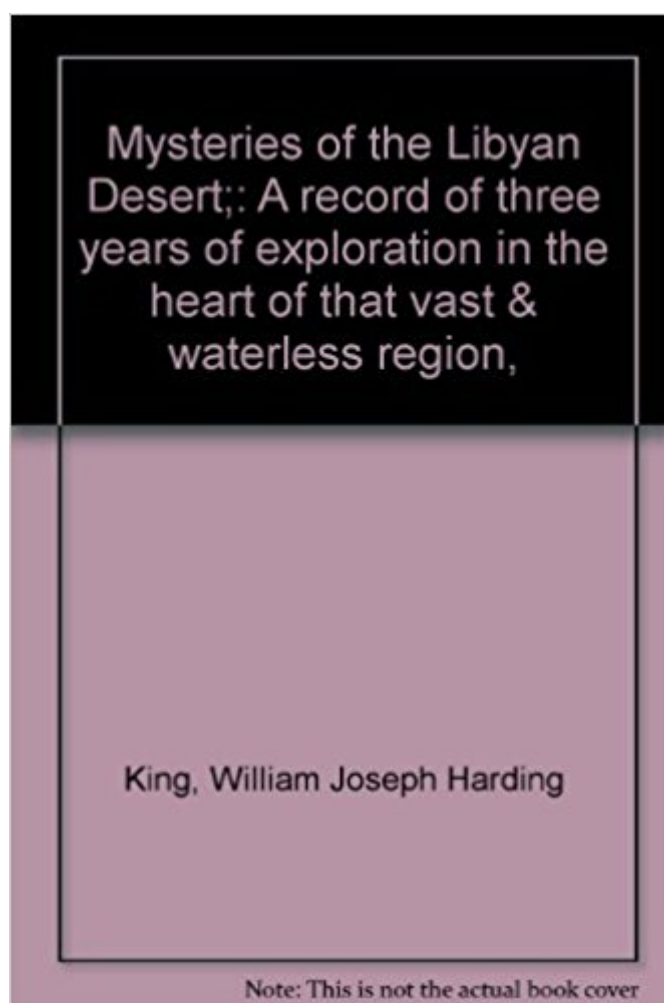 Mysteries of the Libyan
Desert;: A record of three
years of exploration in the
heart of that vast &
waterless region,
King, William Joseph Harding
Note: This is not the actual book cover